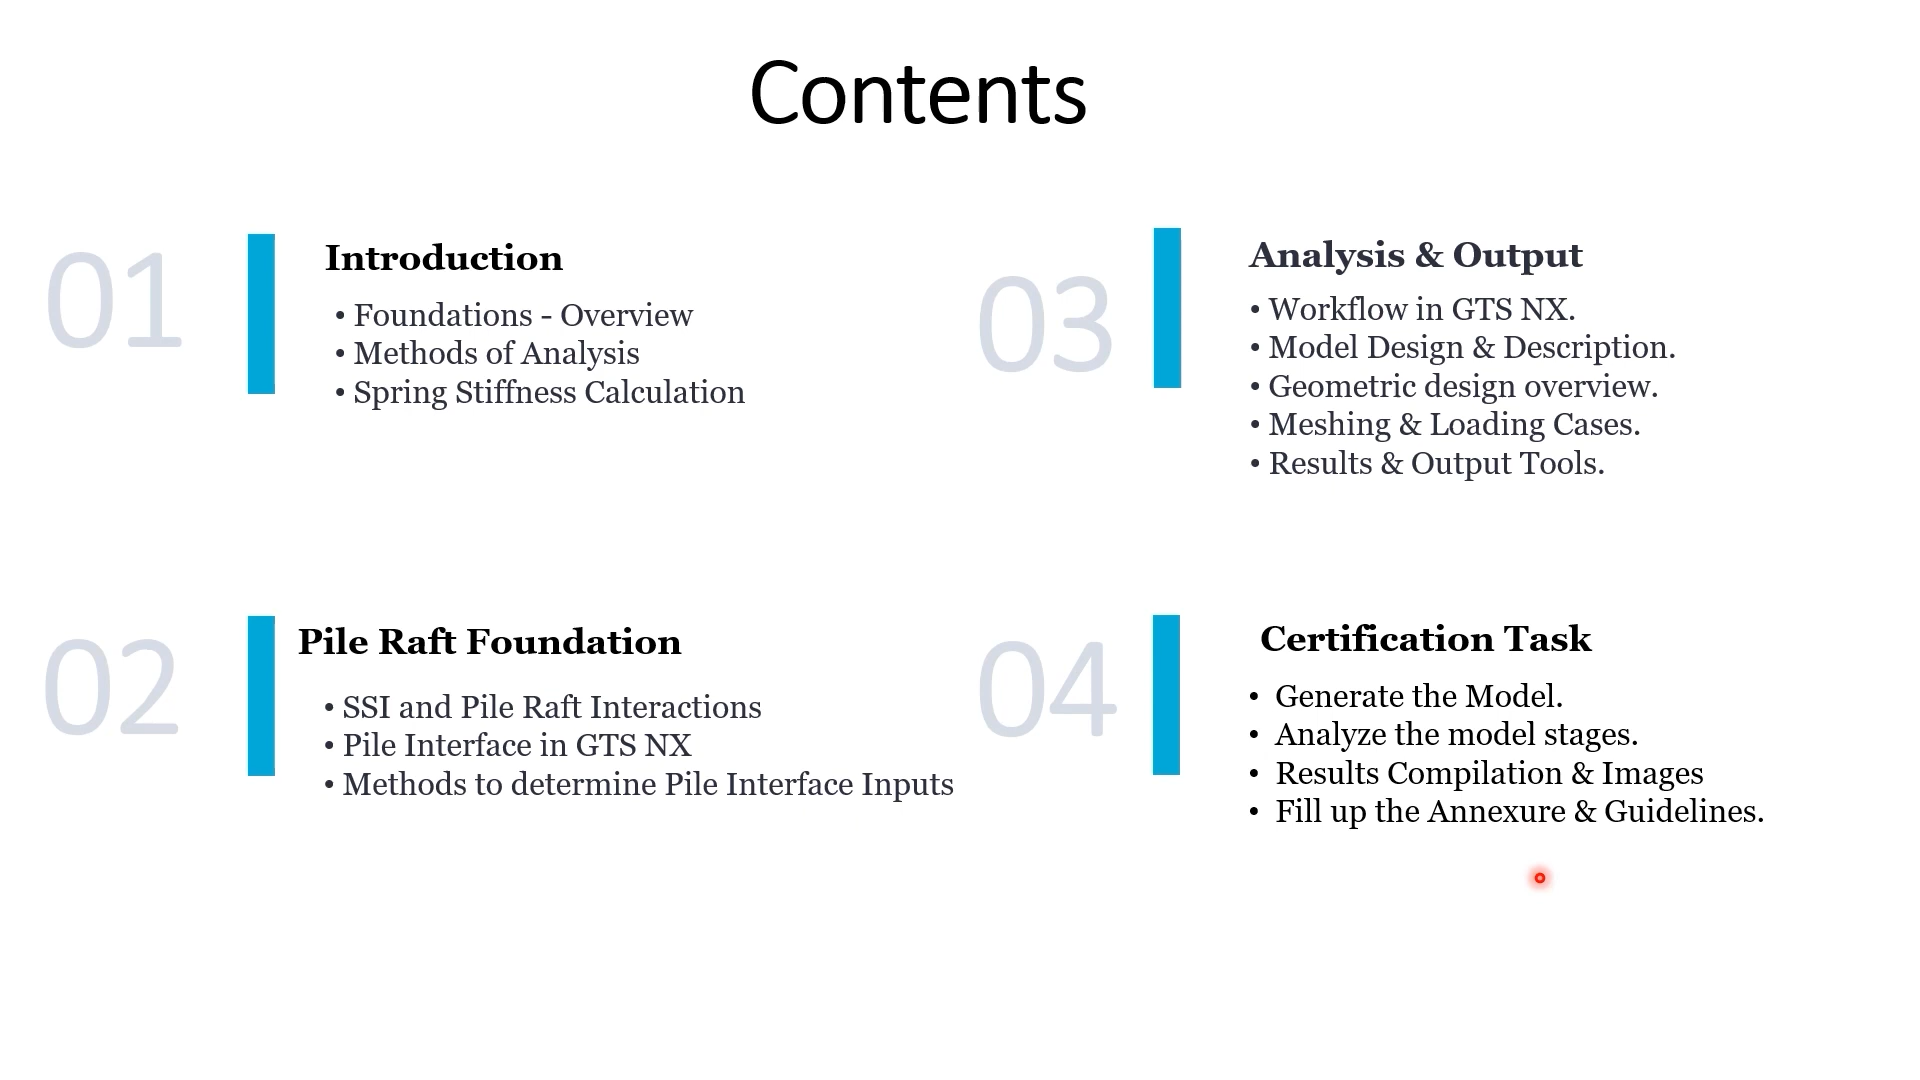 Contents
01
Introduction
• Foundations - Overview
• Methods of Analysis
• Spring Stiffness Calculation
02
Pile Raft Foundation
• SSI and Pile Raft Interactions
• Pile Interface in GTS NX
• Methods to determine Pile Interface Inputs
03
Analysis & Output
• Workflow in GTS NX.
• Model Design & Description.
• Geometric design overview.
• Meshing & Loading Cases.
• Results & Output Tools.
04
Certification Task
• Generate the Model.
• Analyze the model stages.
• Results Compilation & Images
• Fill up the Annexure & Guidelines.